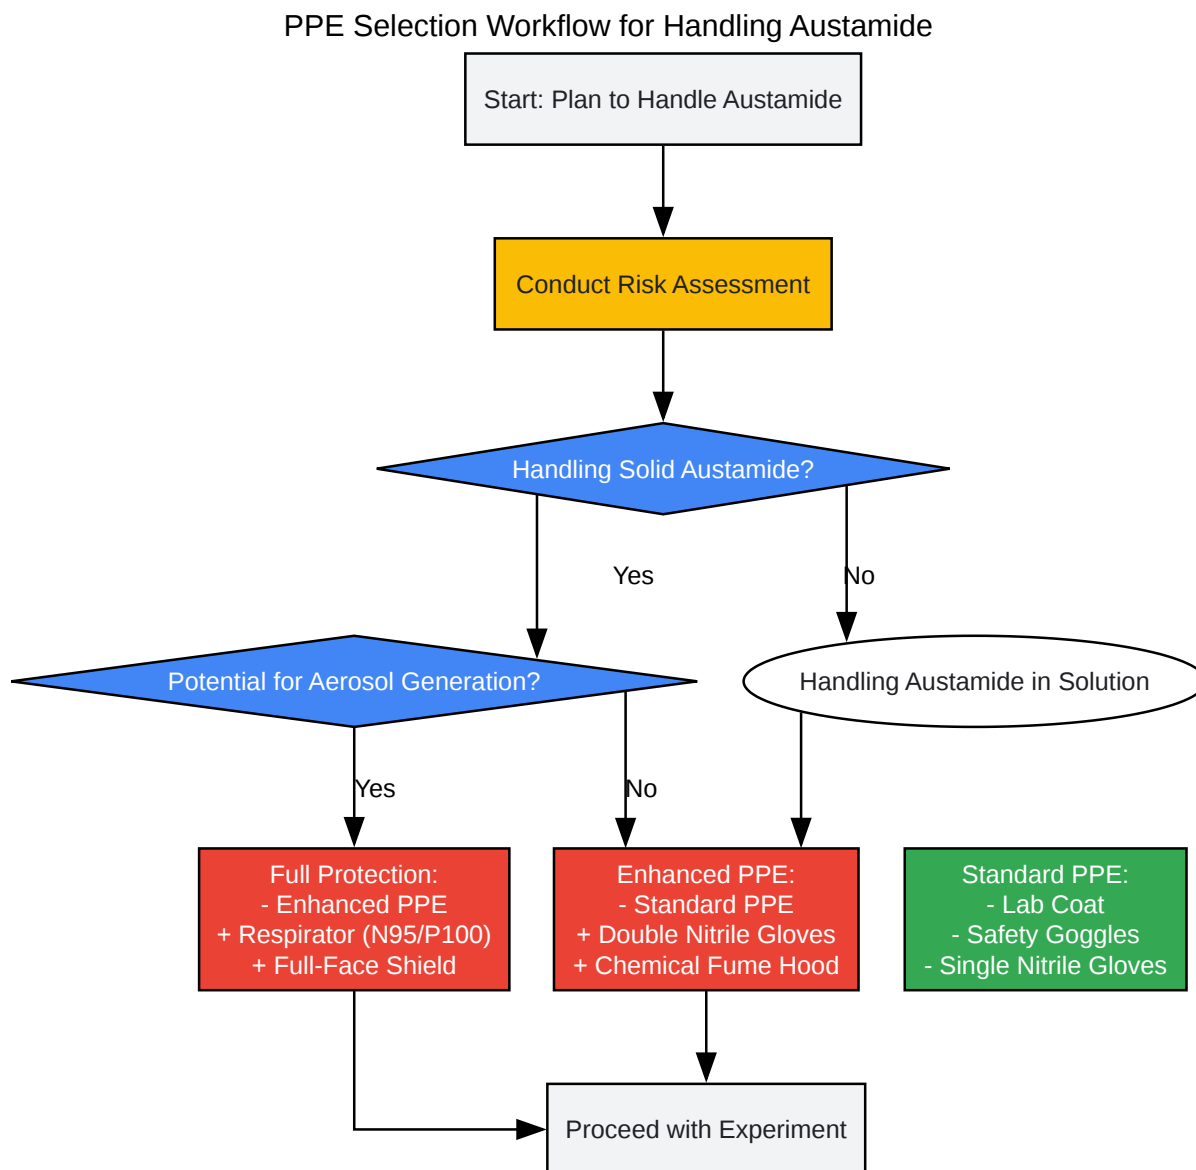 PPE Selection Workflow for Handling Austamide
Start: Plan to Handle Austamide
Conduct Risk Assessment
Handling Solid Austamide?
Yes
No
Potential for Aerosol Generation?
Handling Austamide in Solution
Yes
No
Full Protection:
- Enhanced PPE
+ Respirator (N95/P100)
+ Full-Face Shield
Enhanced PPE:
- Standard PPE
+ Double Nitrile Gloves
+ Chemical Fume Hood
Standard PPE:
- Lab Coat
- Safety Goggles
- Single Nitrile Gloves
Proceed with Experiment